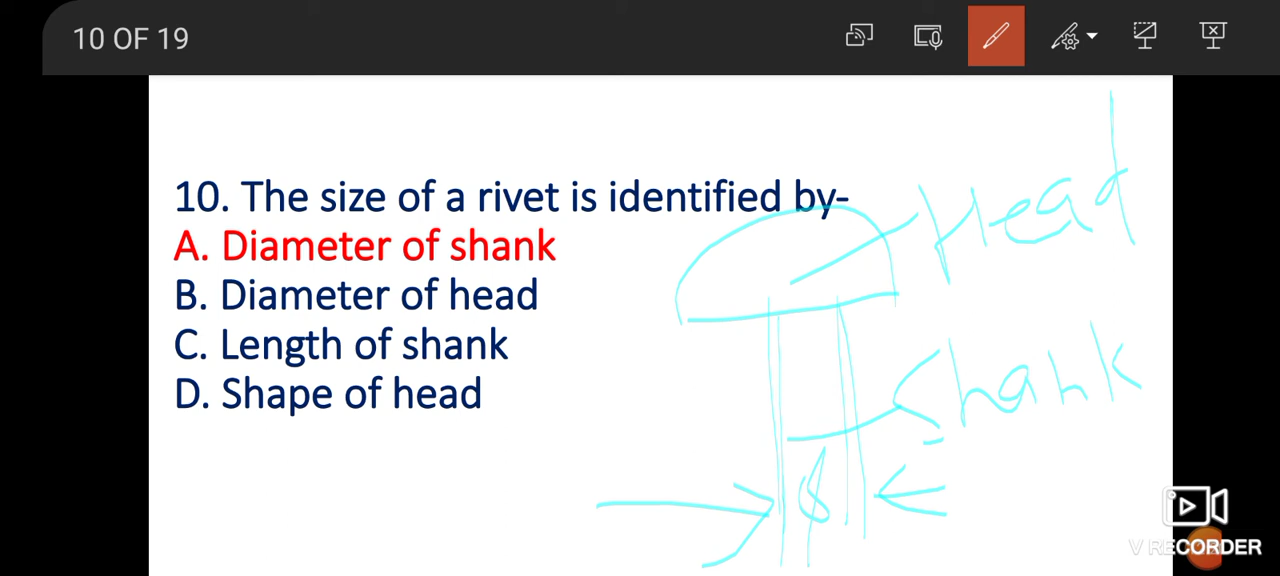 10 OF 19
10. The size of a rivet is identified by-
A. Diameter of shank
B. Diameter of head
C. Length of shank
D. Shape of head
Head
Shank
V RECORDER